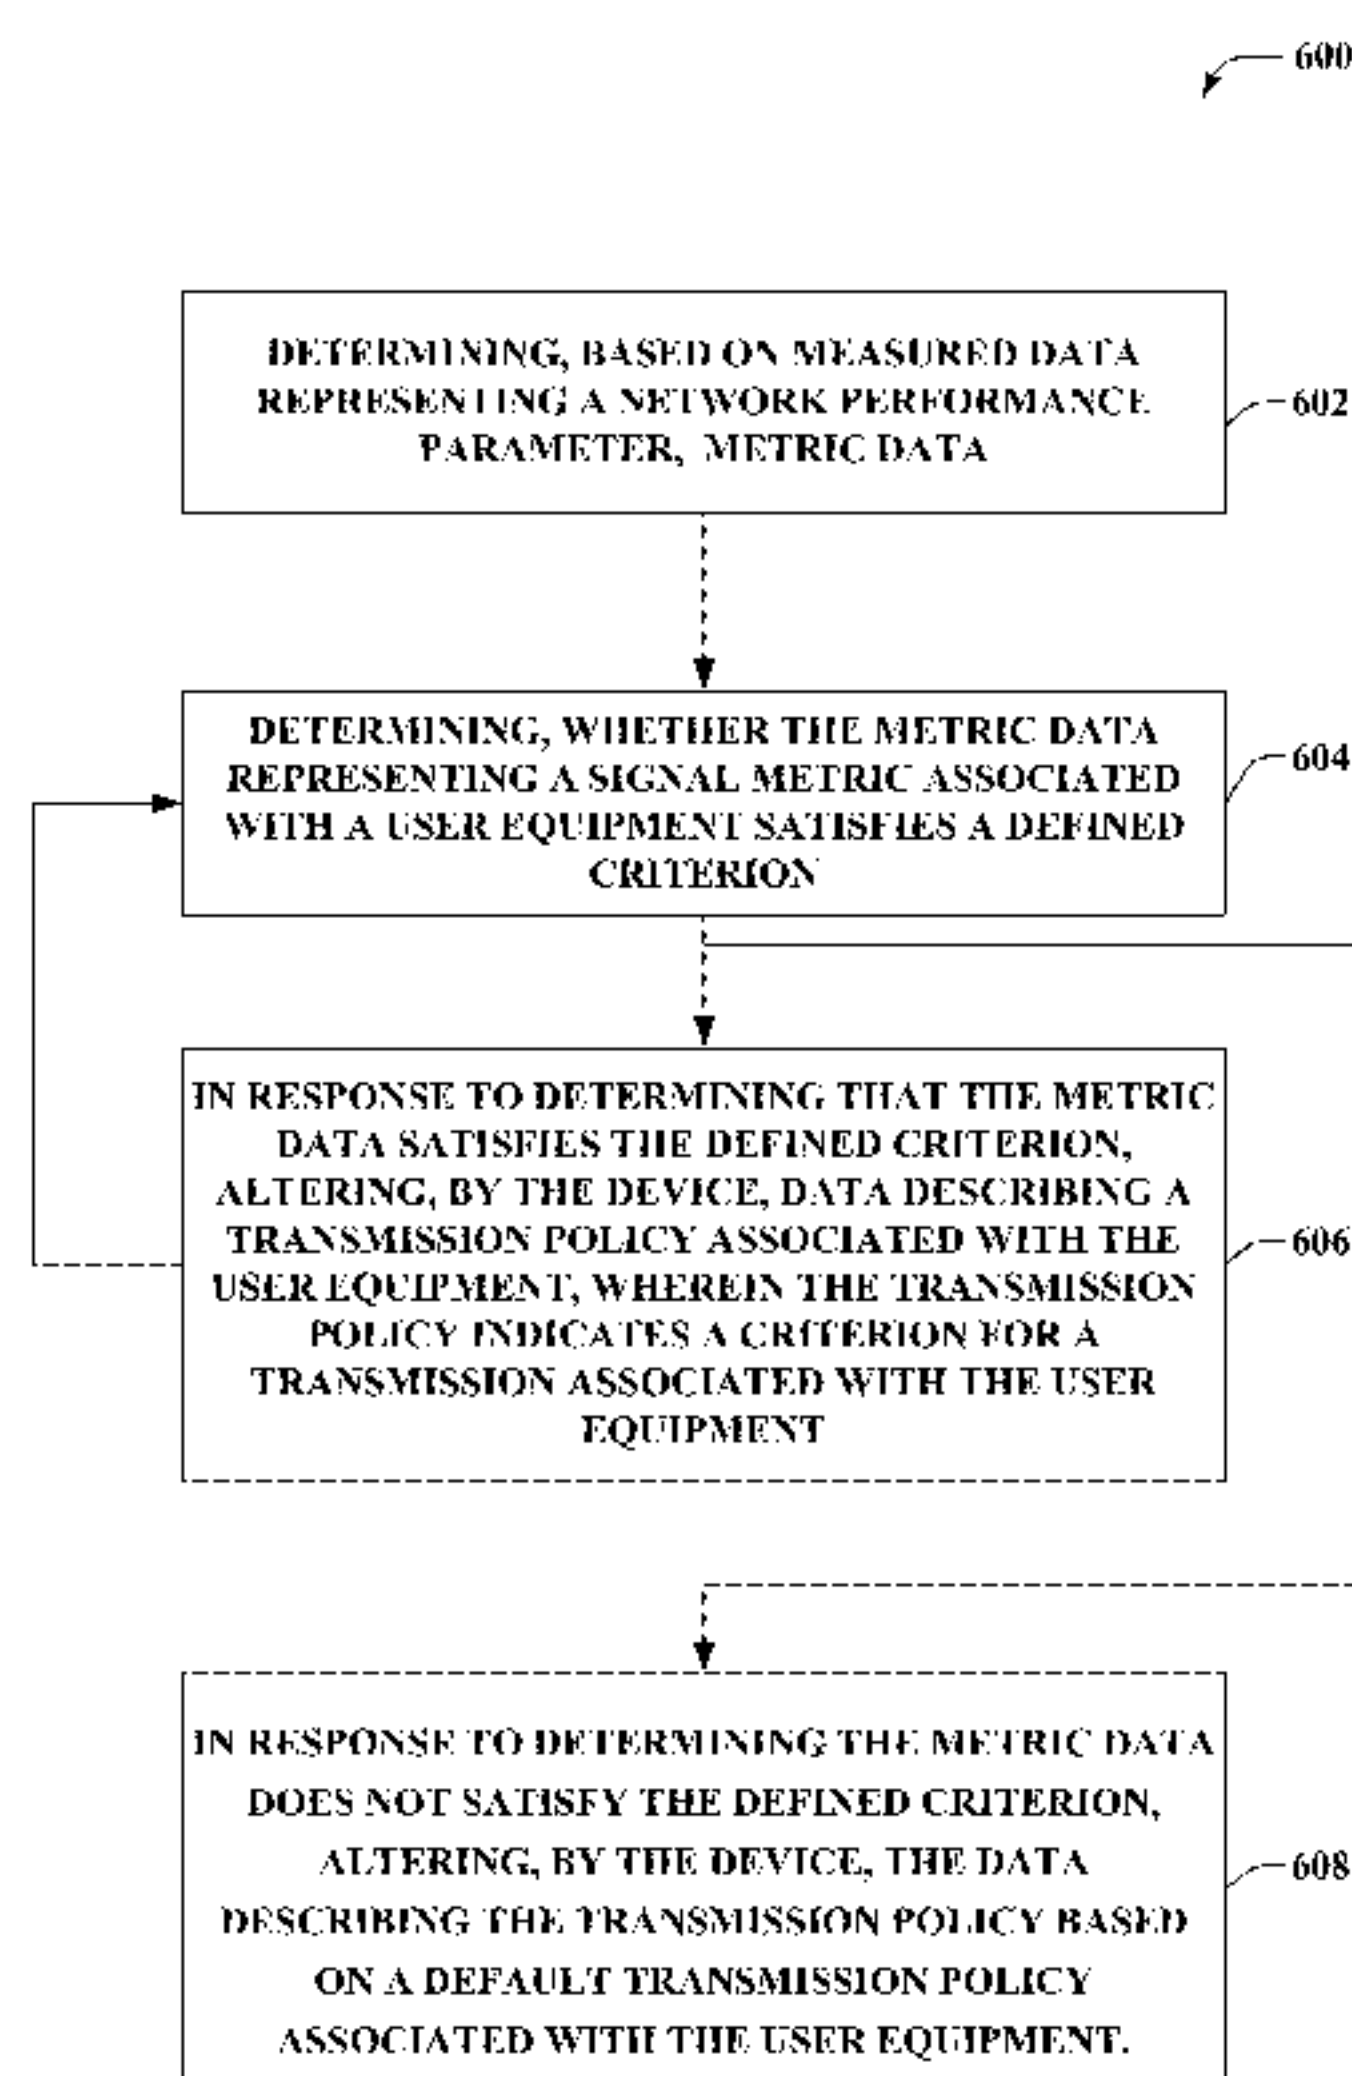 600
DETERMINING, BASED ON MEASURED DATA
REPRESENTING A NETWORK PERFORMANCE
PARAMETER, METRIC DATA
602
DETERMINING, WHETHER THE METRIC DATA
REPRESENTING A SIGNAL METRIC ASSOCIATED
WITH A USER EQUIPMENT SATISFIES A DEFINED
CRITERION
604
IN RESPONSE TO DETERMINING THAT THE METRIC
DATA SATISFIES THE DEFINED CRITERION,
ALTERING, BY THE DEVICE, DATA DESCRIBING A
TRANSMISSION POLICY ASSOCIATED WITH THE
USER EQUIPMENT, WHEREIN THE TRANSMISSION
POLICY INDICATES A CRITERION FOR A
TRANSMISSION ASSOCIATED WITH THE USER
EQUIPMENT
606
IN RESPONSE TO DETERMINING THE METRIC DATA
DOES NOT SATISFY THE DEFINED CRITERION,
ALTERING, BY THE DEVICE, THE DATA
DESCRIBING THE TRANSMISSION POLICY BASED
ON A DEFAULT TRANSMISSION POLICY
ASSOCIATED WITH THE USER EQUIPMENT.
608